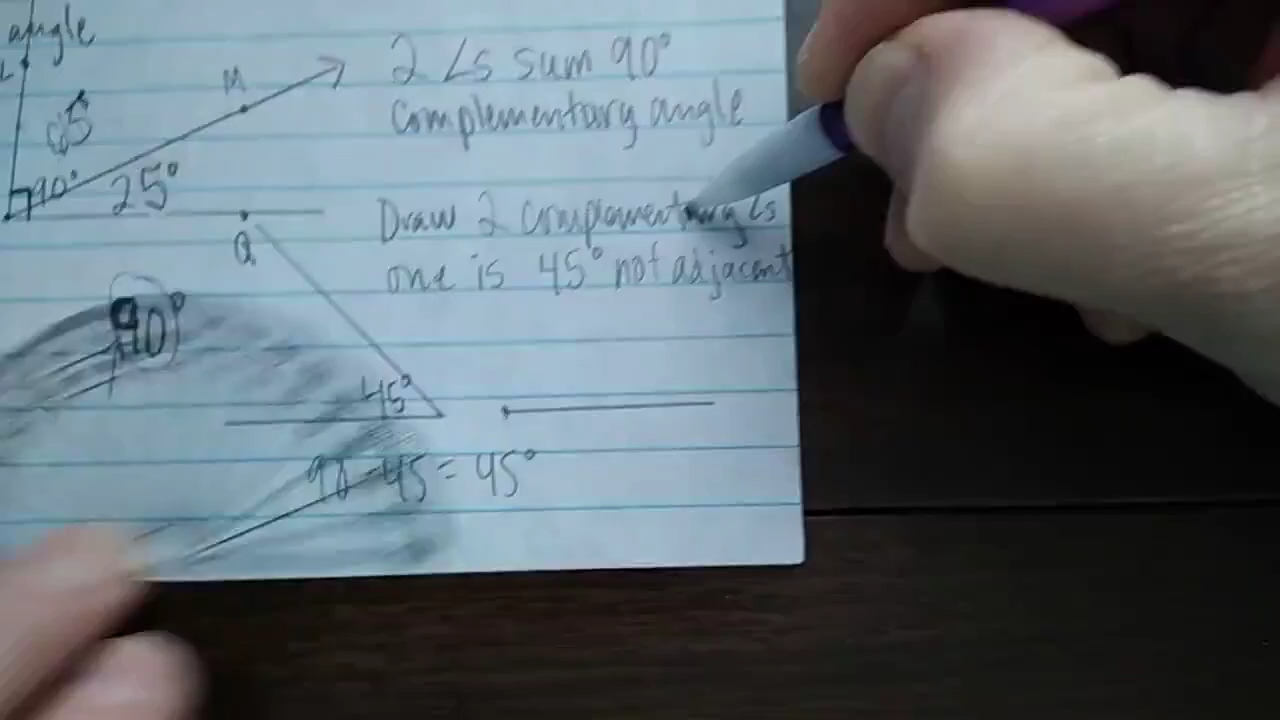 angle
L
M
2 ∠s sum 90°
65
complementary angle
90°
25°
Draw 2 complementary ∠s
Q
one is 45° not adjacent
90°
45°
90-45=45°